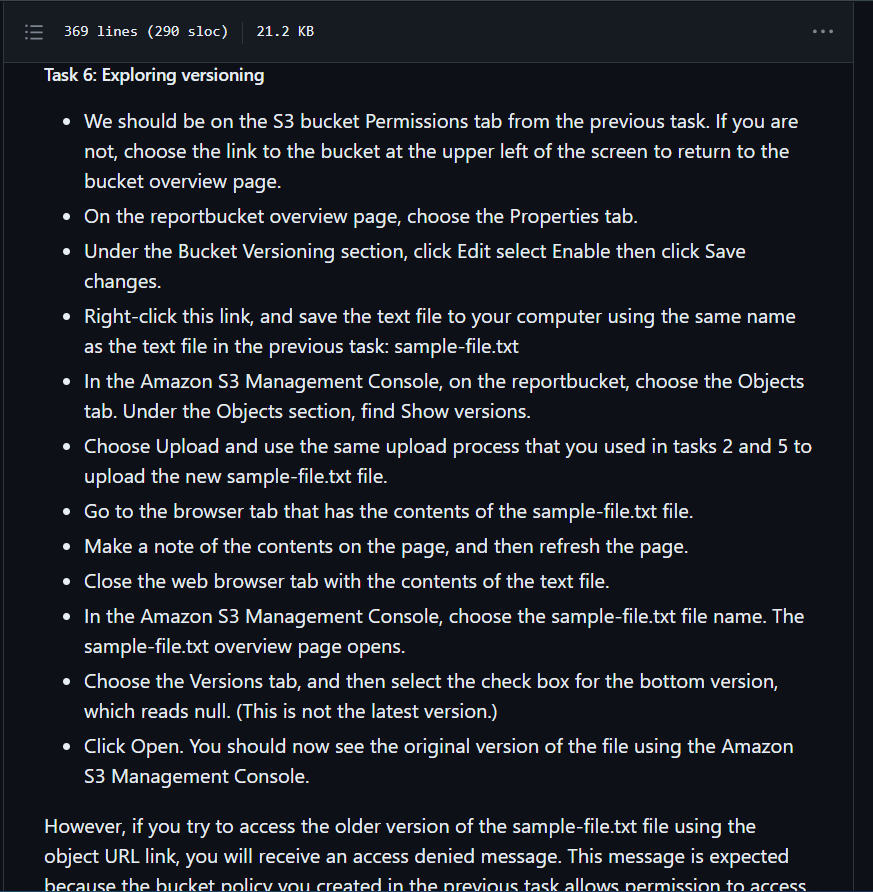 369 lines (290 sloc) 21.2 KB
Task 6: Exploring versioning
We should be on the S3 bucket Permissions tab from the previous task. If you are
not, choose the link to the bucket at the upper left of the screen to return to the
bucket overview page.
On the reportbucket overview page, choose the Properties tab.
Under the Bucket Versioning section, click Edit select Enable then click Save
changes.
Right-click this link, and save the text file to your computer using the same name
as the text file in the previous task: sample-file.txt
In the Amazon S3 Management Console, on the reportbucket, choose the Objects
tab. Under the Objects section, find Show versions.
Choose Upload and use the same upload process that you used in tasks 2 and 5 to
upload the new sample-file.txt file.
Go to the browser tab that has the contents of the sample-file.txt file.
Make a note of the contents on the page, and then refresh the page.
Close the web browser tab with the contents of the text file.
In the Amazon S3 Management Console, choose the sample-file.txt file name. The
sample-file.txt overview page opens.
Choose the Versions tab, and then select the check box for the bottom version,
which reads null. (This is not the latest version.)
Click Open. You should now see the original version of the file using the Amazon
S3 Management Console.
However, if you try to access the older version of the sample-file.txt file using the
object URL link, you will receive an access denied message. This message is expected
because the bucket policy you created in the previous task allows permission to access